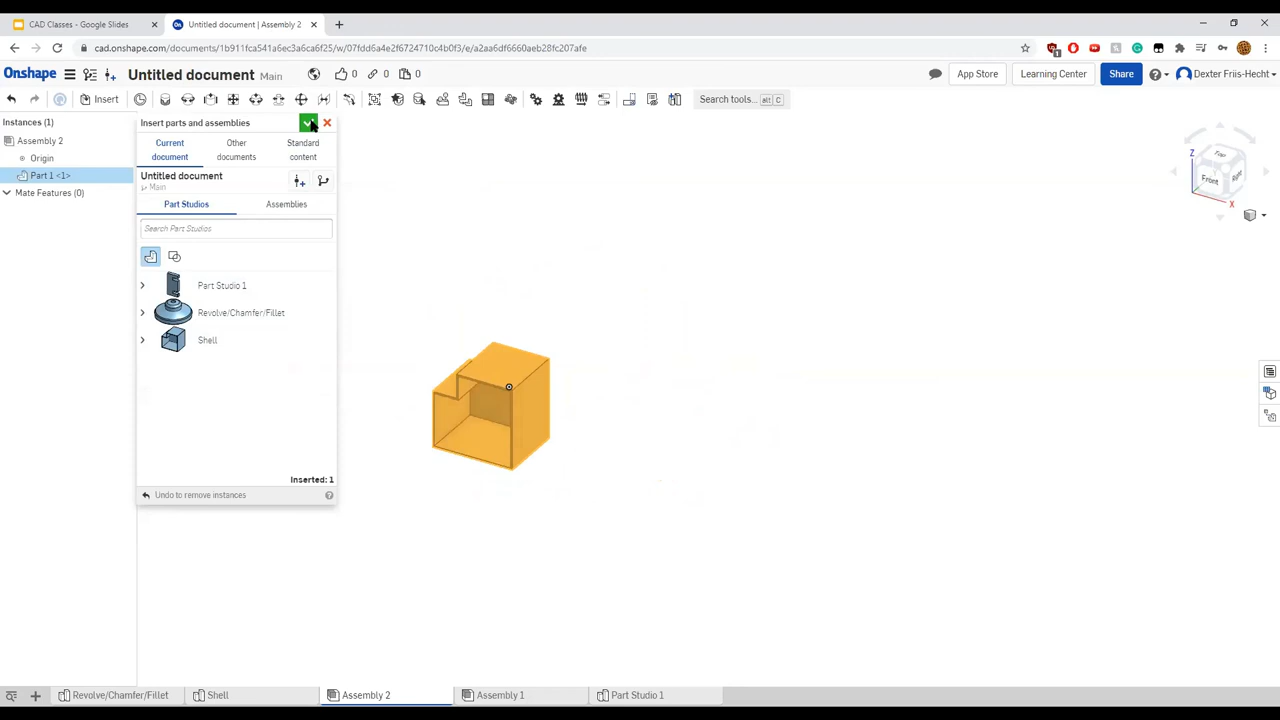 CAD Classes - Google Slides
Untitled document | Assembly 2
cad.onshape.com/documents/1b911fca541a6ec3a6ca6f25/w/07fdd6a4e2f6724710c4b0f3/e/a2aa6df6660aeb28fc207afe
Onshape Untitled document Main 0 0 0 App Store Learning Center Share Dexter Friis-Hecht
Insert Search tools... alt C
Instances (1)
Assembly 2
Origin
Part 1 <1>
Mate Features (0)
Insert parts and assemblies
Current document
Other documents
Standard content
Untitled document
Main
Part Studios Assemblies
Search Part Studios
Part Studio 1
Revolve/Chamfer/Fillet
Shell
Inserted: 1
Undo to remove instances
Z Top Front Right X
Revolve/Chamfer/Fillet Shell Assembly 2 Assembly 1 Part Studio 1